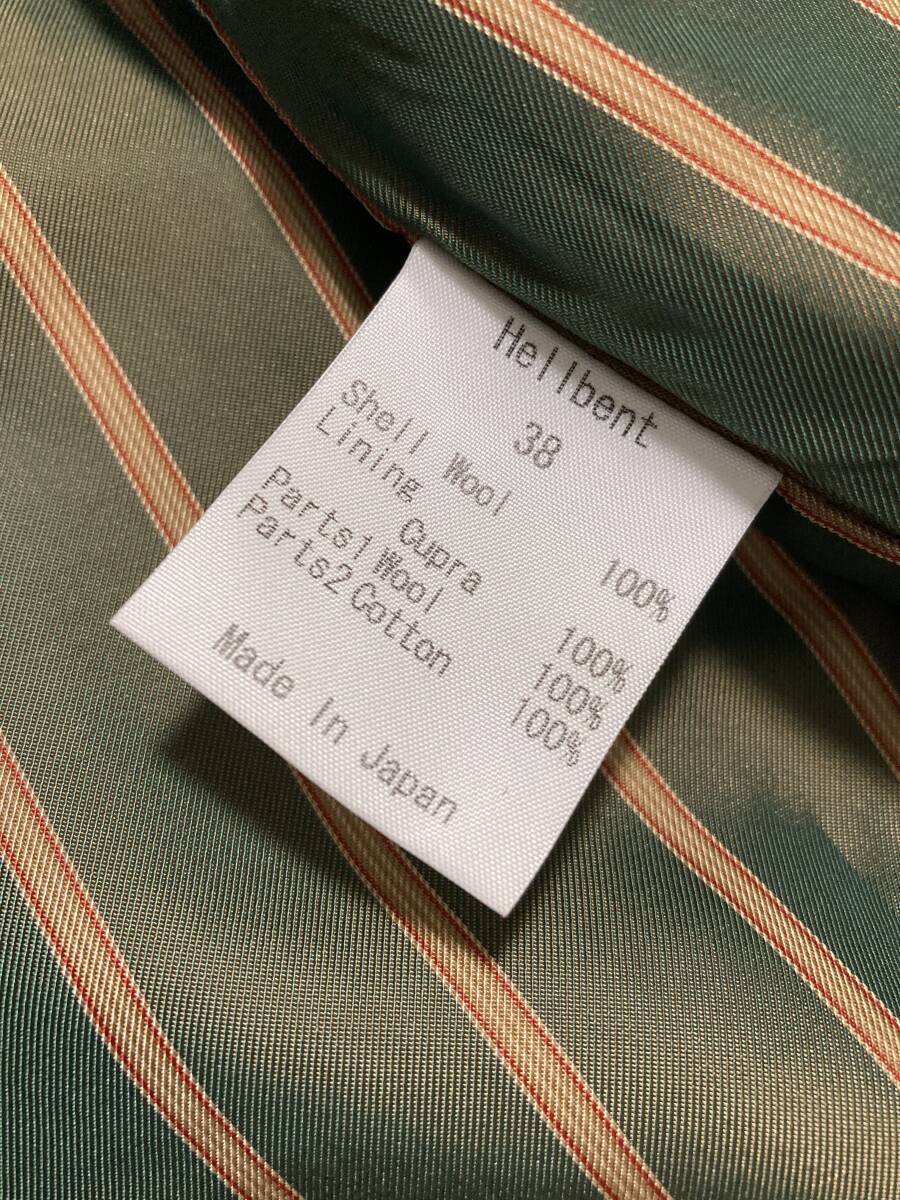 Hellbent
38
Shell Wool 100%
Lining Cupra 100%
Parts1 Wool 100%
Parts2 Cotton 100%
Made In Japan